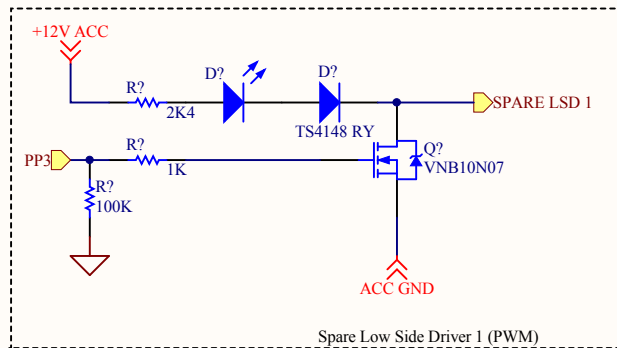 +12V ACC
D?
D?
R?
2K4
TS4148 RY
SPARE LSD 1
PP3
R?
1K
Q?
VNB10N07
R?
100K
ACC GND
Spare Low Side Driver 1 (PWM)